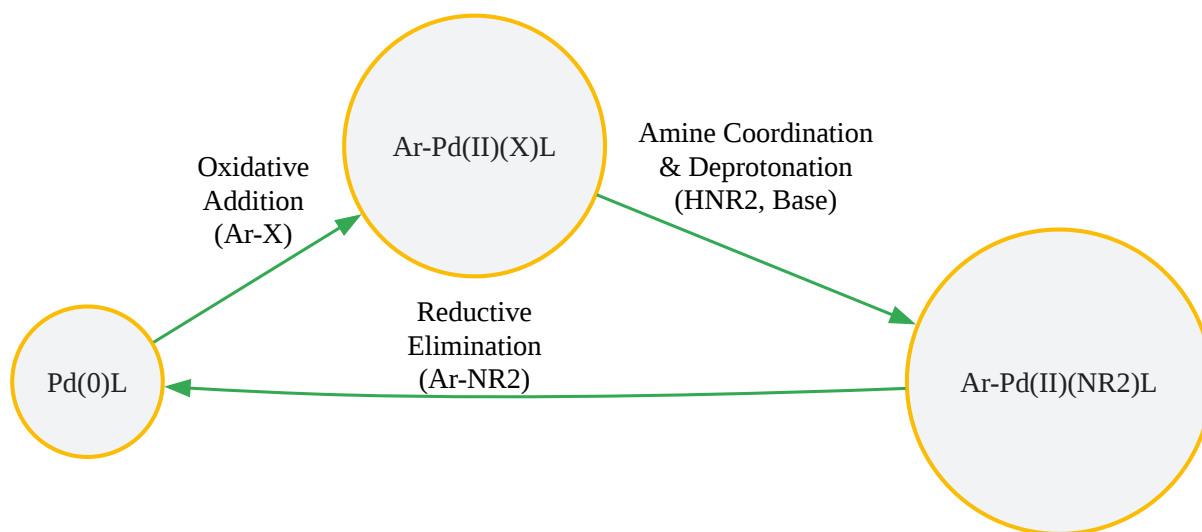 Ar-Pd(II)(X)L
Amine Coordination
& Deprotonation
(HNR2, Base)
Oxidative
Addition
(Ar-X)
Reductive
Elimination
(Ar-NR2)
Pd(0)L
Ar-Pd(II)(NR2)L